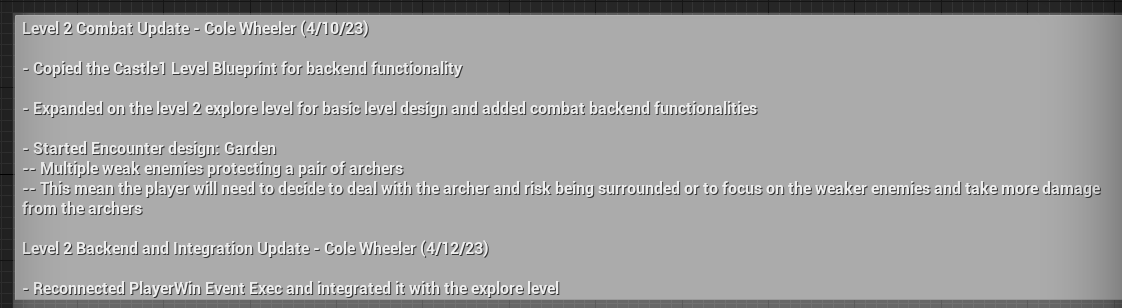 Level 2 Combat Update - Cole Wheeler (4/10/23)
- Copied the Castle1 Level Blueprint for backend functionality
- Expanded on the level 2 explore level for basic level design and added combat backend functionalities
- Started Encounter design: Garden
-- Multiple weak enemies protecting a pair of archers
-- This mean the player will need to decide to deal with the archer and risk being surrounded or to focus on the weaker enemies and take more damage
from the archers
Level 2 Backend and Integration Update - Cole Wheeler (4/12/23)
- Reconnected PlayerWin Event Exec and integrated it with the explore level